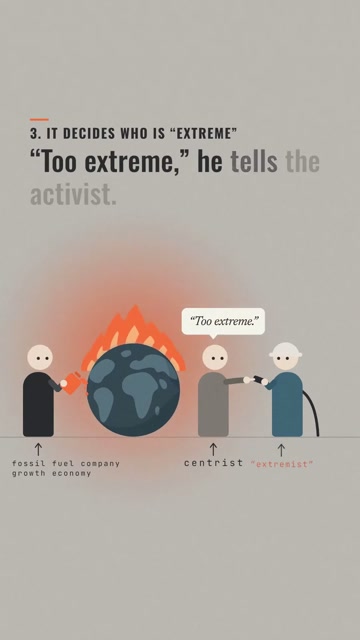 3. IT DECIDES WHO IS “EXTREME”
“Too extreme,” he tells the
activist.
“Too extreme.”
fossil fuel company
growth economy
centrist
"extremist"